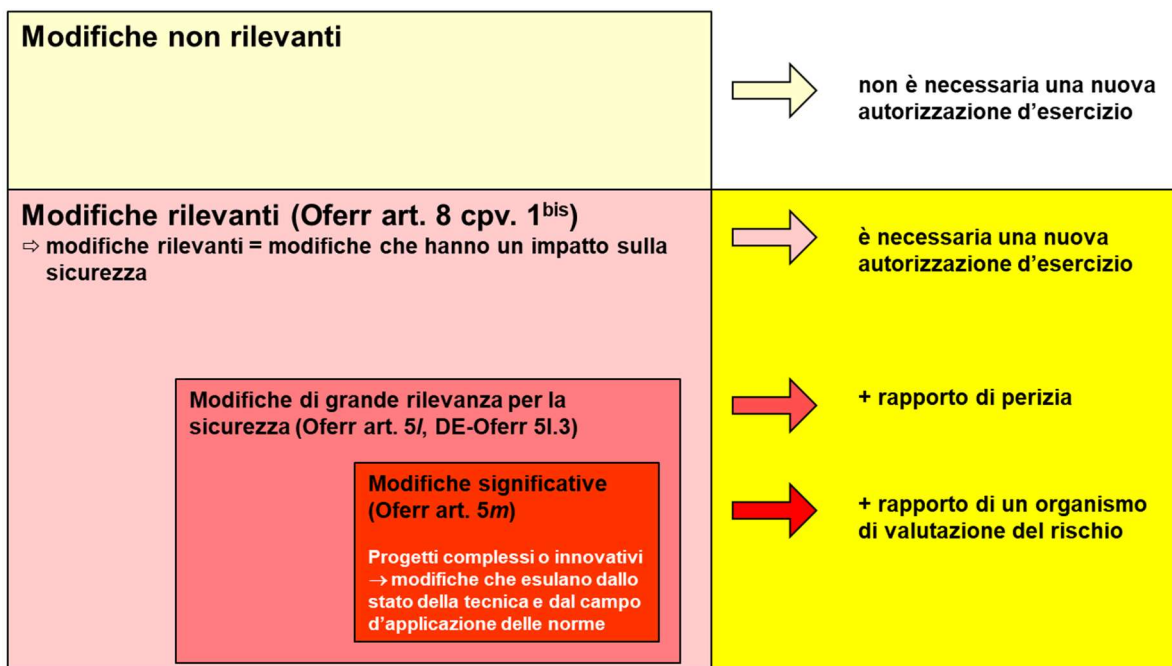 Modifiche non rilevanti
non è necessaria una nuova
autorizzazione d'esercizio
Modifiche rilevanti (Oferr art. 8 cpv. 1bis)
⇨ modifiche rilevanti = modifiche che hanno un impatto sulla
sicurezza
è necessaria una nuova
autorizzazione d'esercizio
Modifiche di grande rilevanza per la
sicurezza (Oferr art. 5l, DE-Oferr 5l.3)
+ rapporto di perizia
Modifiche significative
(Oferr art. 5m)
Progetti complessi o innovativi
→ modifiche che esulano dallo
stato della tecnica e dal campo
d'applicazione delle norme
+ rapporto di un organismo
di valutazione del rischio